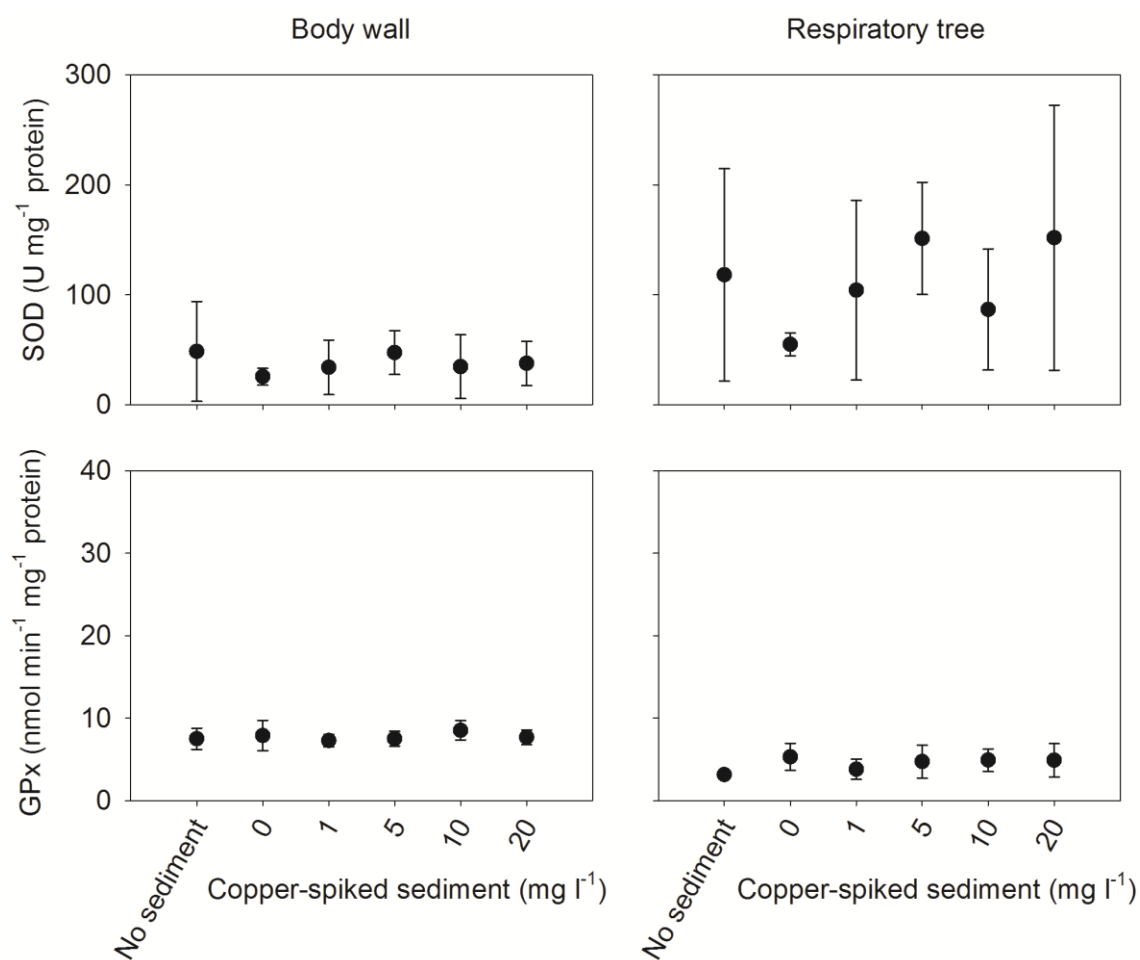 Body wall
Respiratory tree
SOD (U mg⁻¹ protein)
300
200
100
0
GPx (nmol min⁻¹ mg⁻¹ protein)
40
30
20
10
0
No sediment
0
1
5
10
20
No sediment
0
1
5
10
20
Copper-spiked sediment (mg l⁻¹)
Copper-spiked sediment (mg l⁻¹)